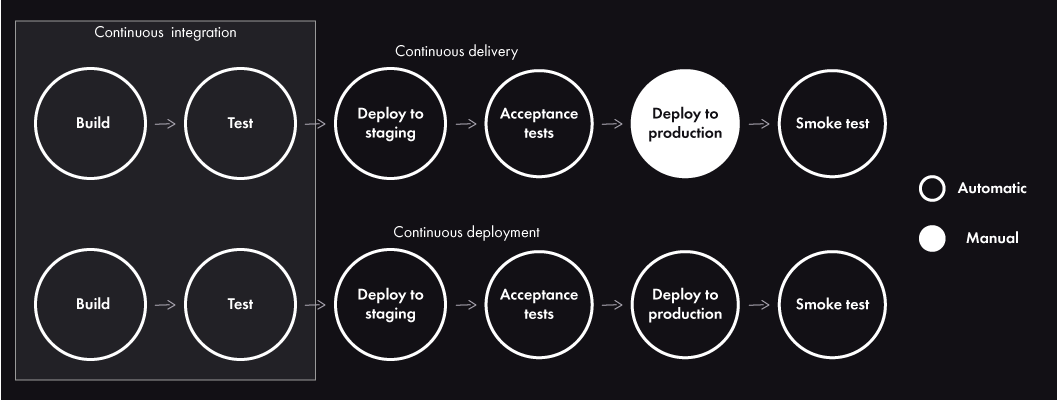 Continuous integration
Continuous delivery
Build
Test
Deploy to
staging
Acceptance
tests
Deploy to
production
Smoke test
Automatic
Manual
Continuous deployment
Build
Test
Deploy to
staging
Acceptance
tests
Deploy to
production
Smoke test